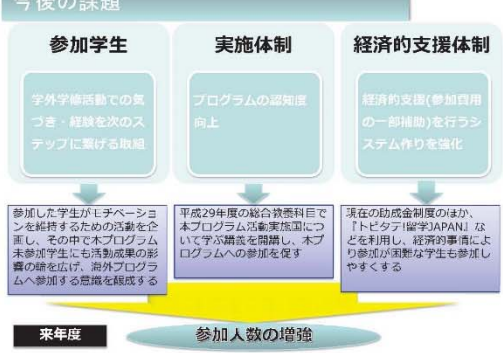 今後の課題
参加学生
学外学修活動での気
づき・経験を次のス
テップに繋げる取組
実施体制
プログラムの認知度
向上
経済的支援体制
経済的支援(参加費用
の一部補助)を行うシ
ステム作りを強化
参加した学生がモチベーショ
ンを維持するための活動を企
画し、その中で本プログラム
未参加学生にも活動成果の影
響の輪を広げ、海外プログラ
ムへ参加する意識を醸成する
平成29年度の総合教養科目で
本プログラム活動実施国につ
いて学ぶ講義を開講し、本プ
ログラムへの参加を促す
現在の助成金制度のほか、
『トビタテ!留学JAPAN』な
どを利用し、経済的事情によ
り参加が困難な学生も参加し
やすくする
来年度
参加人数の増強